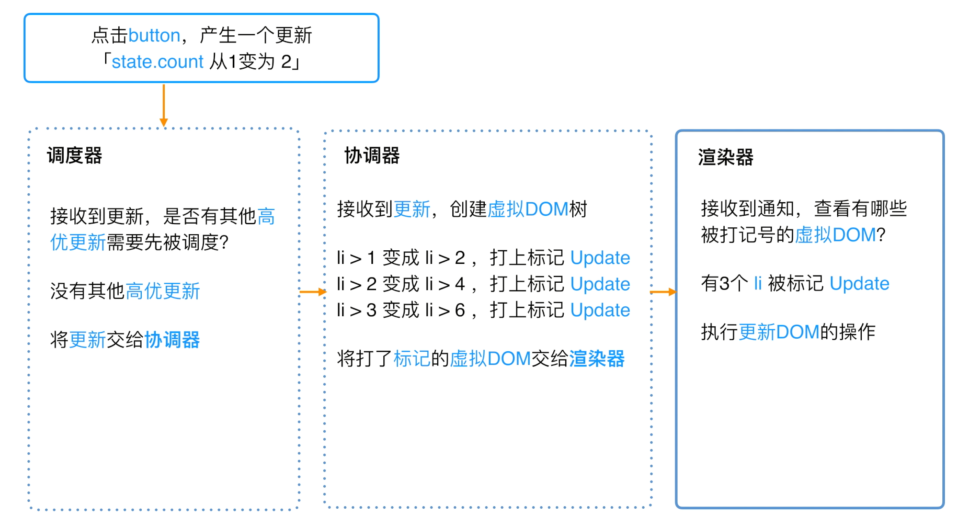 点击button，产生一个更新
「state.count 从1变为 2」
调度器
接收到更新，是否有其他高
优更新需要先被调度？
没有其他高优更新
将更新交给协调器
协调器
接收到更新，创建虚拟DOM树
li > 1 变成 li > 2 ，打上标记 Update
li > 2 变成 li > 4 ，打上标记 Update
li > 3 变成 li > 6 ，打上标记 Update
将打了标记的虚拟DOM交给渲染器
渲染器
接收到通知，查看有哪些
被打记号的虚拟DOM？
有3个 li 被标记 Update
执行更新DOM的操作